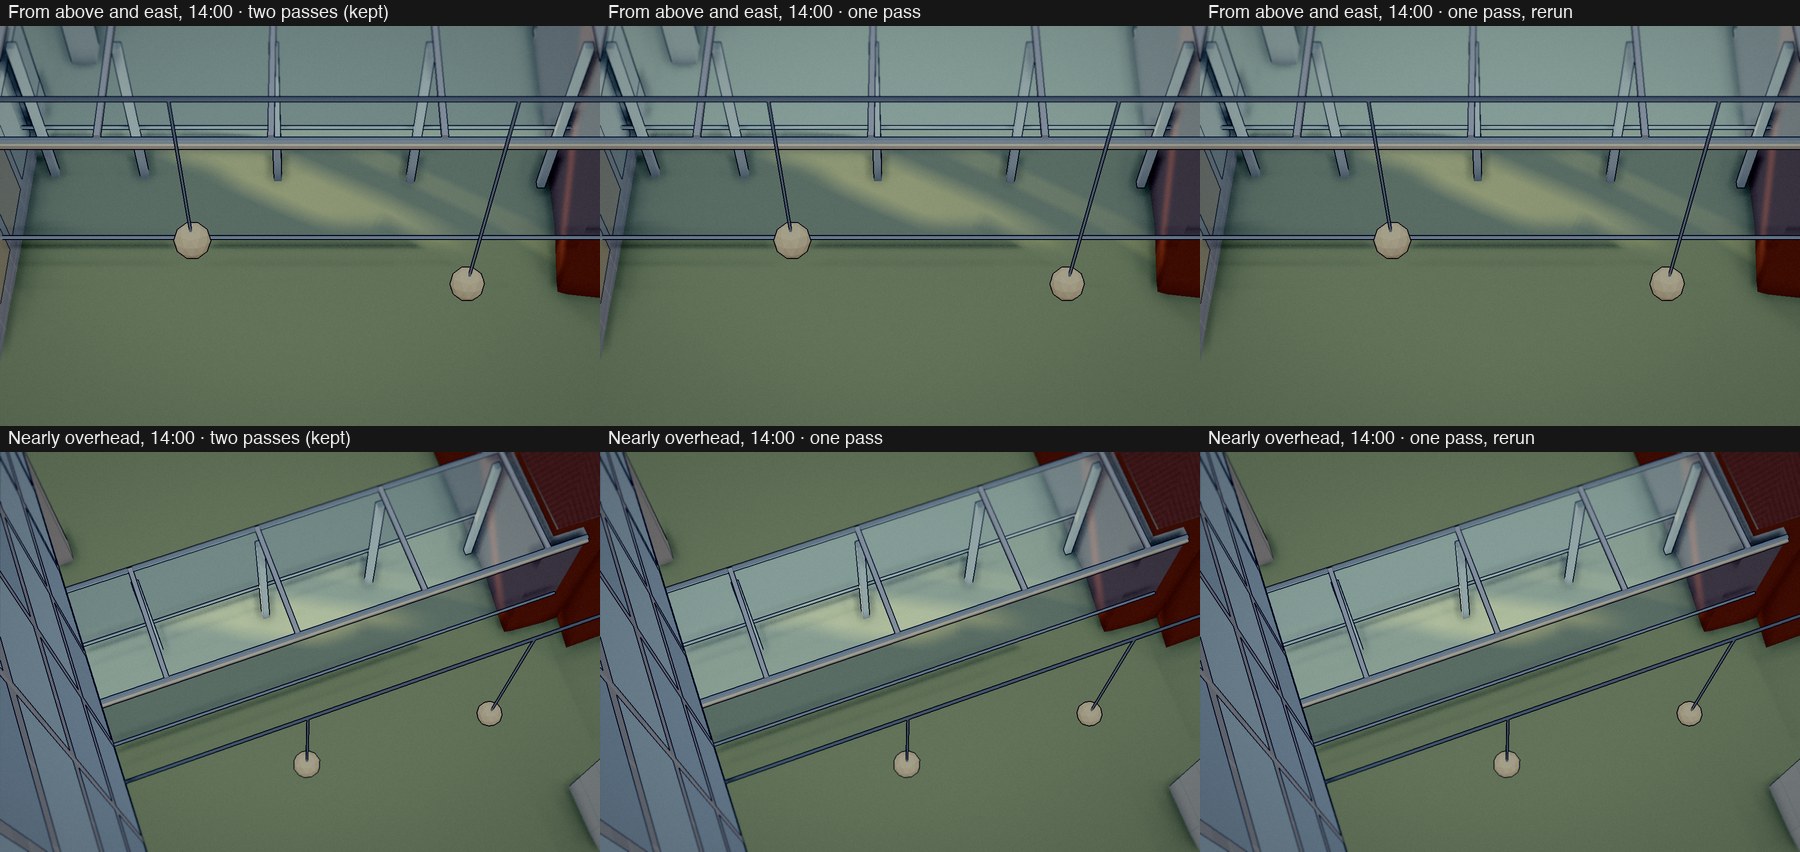 From above and east, 14:00 · two passes (kept)
From above and east, 14:00 · one pass
From above and east, 14:00 · one pass, rerun
Nearly overhead, 14:00 · two passes (kept)
Nearly overhead, 14:00 · one pass
Nearly overhead, 14:00 · one pass, rerun